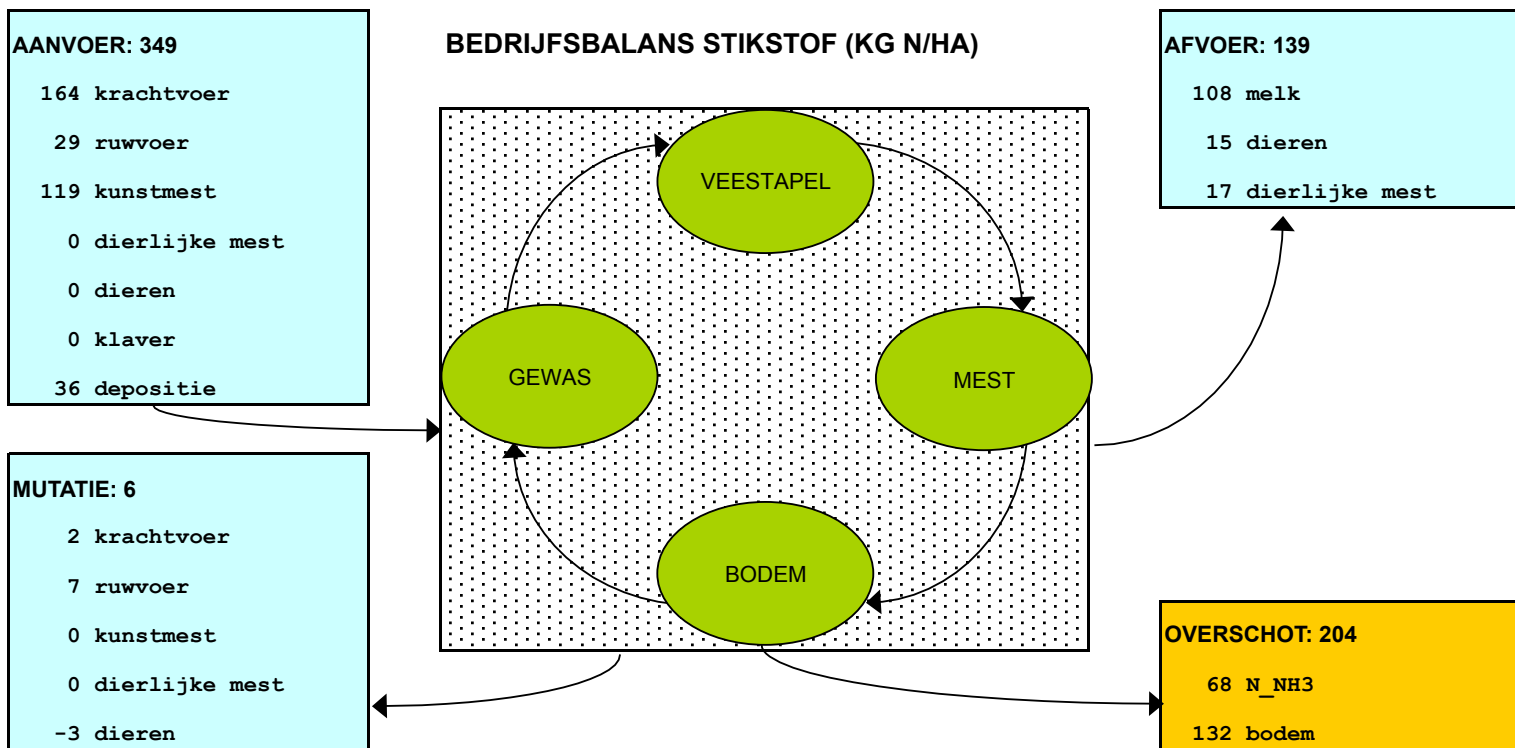 AANVOER: 349
164 krachtvoer
29 ruwvoer
119 kunstmest
0 dierlijke mest
0 dieren
0 klaver
36 depositie
BEDRIJFSBALANS STIKSTOF (KG N/HA)
VEESTAPEL
GEWAS
MEST
BODEM
AFVOER: 139
108 melk
15 dieren
17 dierlijke mest
MUTATIE: 6
2 krachtvoer
7 ruwvoer
0 kunstmest
0 dierlijke mest
-3 dieren
OVERSCHOT: 204
68 N_NH3
132 bodem